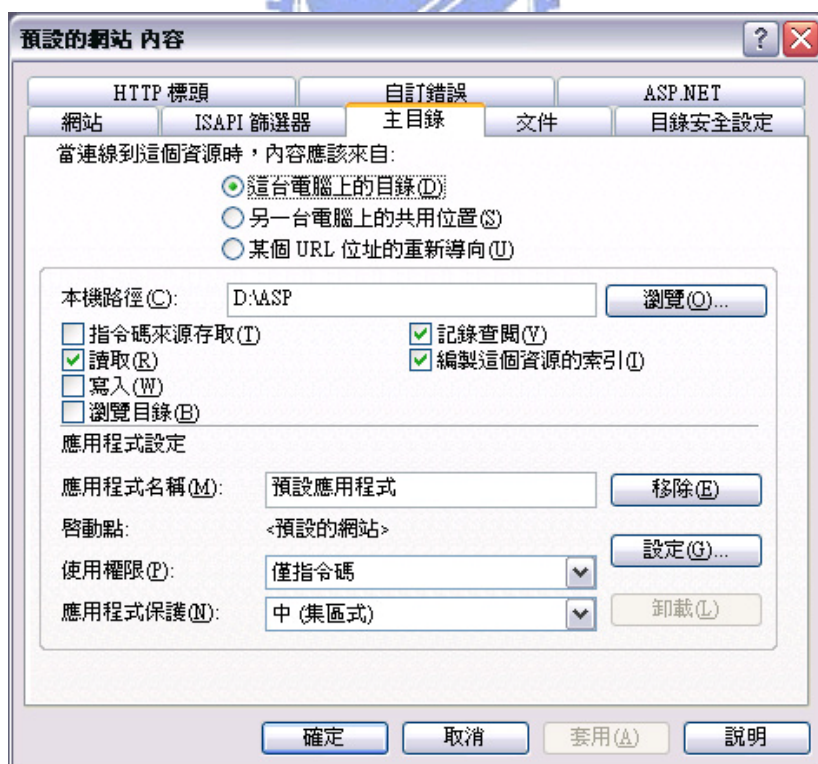 預設的網站 內容
HTTP 標頭 自訂錯誤 ASP.NET
網站 ISAPI 篩選器 主目錄 文件 目錄安全設定
當連線到這個資源時，內容應該來自:
這台電腦上的目錄(D)
另一台電腦上的共用位置(S)
某個 URL 位址的重新導向(U)
本機路徑(C): D:\ASP 瀏覽(O)...
指令碼來源存取(T) 記錄查閱(V)
讀取(R) 編製這個資源的索引(I)
寫入(W)
瀏覽目錄(B)
應用程式設定
應用程式名稱(M): 預設應用程式 移除(E)
啟動點: <預設的網站>
設定(G)...
使用權限(P): 僅指令碼
應用程式保護(N): 中 (集區式) 卸載(L)
確定 取消 套用(A) 說明